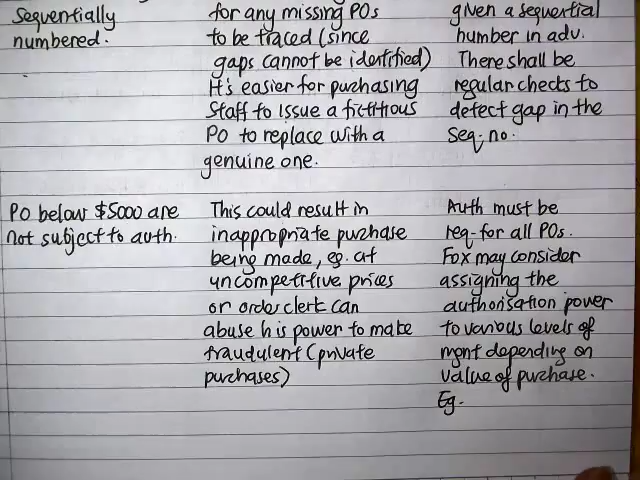 Sequentially
numbered.
for any missing POs
to be traced (since
gaps cannot be identified)
It's easier for purchasing
Staff to issue a fictitious
PO to replace with a
genuine one.
given a sequential
number in adv.
There shall be
regular checks to
detect gap in the
seq. no.
PO below $5000 are
not subject to auth.
This could result in
inappropriate puchase
being made, eg. at
uncompetitive prices
or order clerk can
abuse his power to make
fraudulent (private
purchases)
Auth must be
req- for all POs.
Fox may consider
assigning the
authorisation power
to various levels of
mgnt depending on
value of puchase.
Eg.